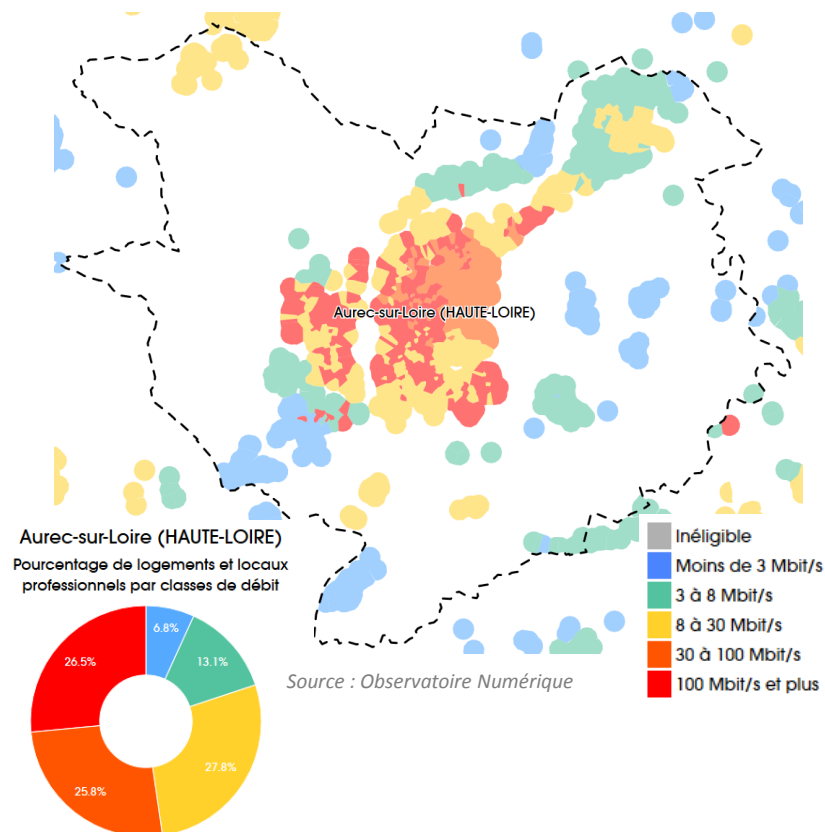 Aurec-sur-Loire (HAUTE-LOIRE)
Aurec-sur-Loire (HAUTE-LOIRE)
Pourcentage de logements et locaux
professionnels par classes de débit
6.8%
13.1%
27.8%
25.8%
26.5%
Source : Observatoire Numérique
Inéligible
Moins de 3 Mbit/s
3 à 8 Mbit/s
8 à 30 Mbit/s
30 à 100 Mbit/s
100 Mbit/s et plus